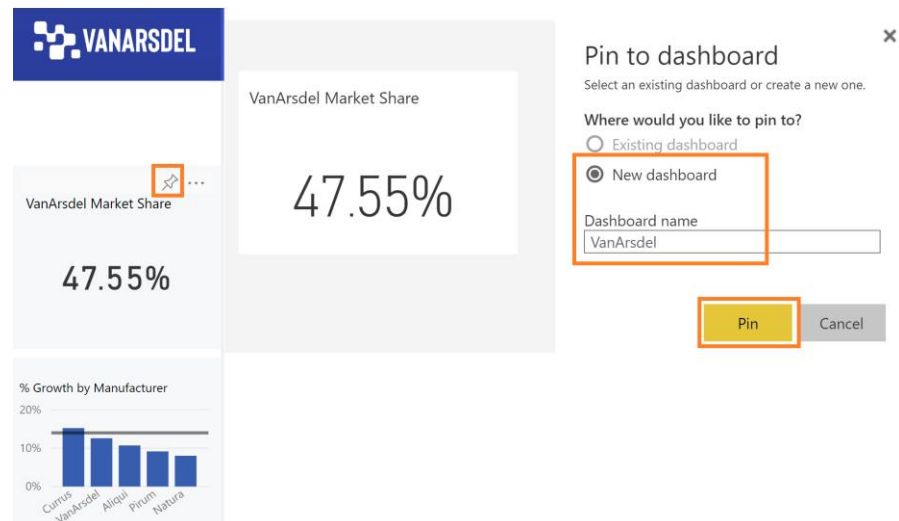 VANARSDEL
VanArsdel Market Share
47.55%
% Growth by Manufacturer
20%
10%
0%
Currus
VanArsdel
Aliqui
Pirum
Natura
VanArsdel Market Share
47.55%
Pin to dashboard
Select an existing dashboard or create a new one.
Where would you like to pin to?
Existing dashboard
New dashboard
Dashboard name
VanArsdel
Pin
Cancel